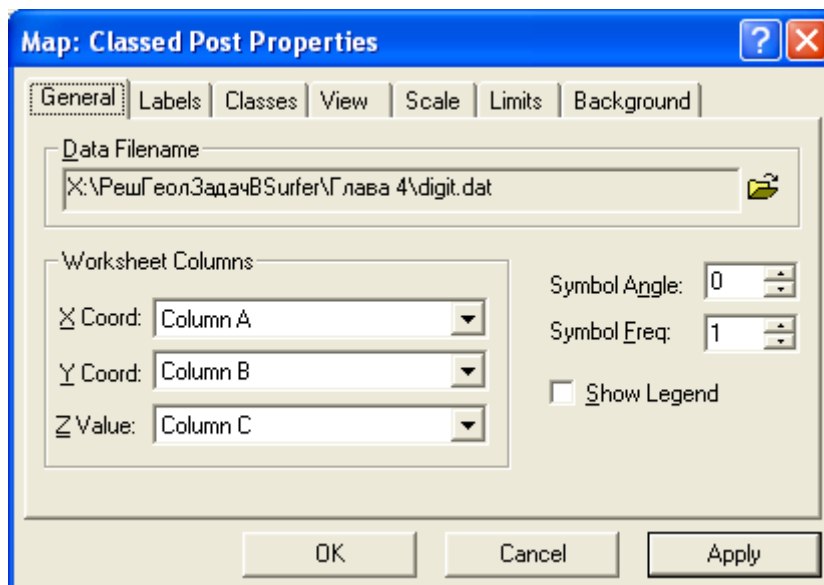 Map: Classed Post Properties
General Labels Classes View Scale Limits Background
Data Filename
X:\РешГеолЗадачВSurfer\Глава 4\digit.dat
Worksheet Columns
X Coord: Column A
Y Coord: Column B
Z Value: Column C
Symbol Angle: 0
Symbol Freq: 1
Show Legend
OK Cancel Apply